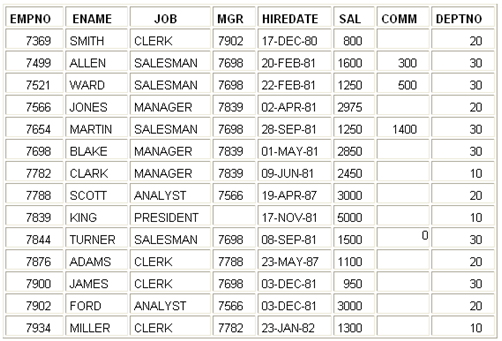 EMPNO ENAME JOB MGR HIREDATE SAL COMM DEPTNO
7369 SMITH CLERK 7902 17-DEC-80 800 20
7499 ALLEN SALESMAN 7698 20-FEB-81 1600 300 30
7521 WARD SALESMAN 7698 22-FEB-81 1250 500 30
7566 JONES MANAGER 7839 02-APR-81 2975 20
7654 MARTIN SALESMAN 7698 28-SEP-81 1250 1400 30
7698 BLAKE MANAGER 7839 01-MAY-81 2850 30
7782 CLARK MANAGER 7839 09-JUN-81 2450 10
7788 SCOTT ANALYST 7566 19-APR-87 3000 20
7839 KING PRESIDENT 17-NOV-81 5000 10
7844 TURNER SALESMAN 7698 08-SEP-81 1500 0 30
7876 ADAMS CLERK 7788 23-MAY-87 1100 20
7900 JAMES CLERK 7698 03-DEC-81 950 30
7902 FORD ANALYST 7566 03-DEC-81 3000 20
7934 MILLER CLERK 7782 23-JAN-82 1300 10